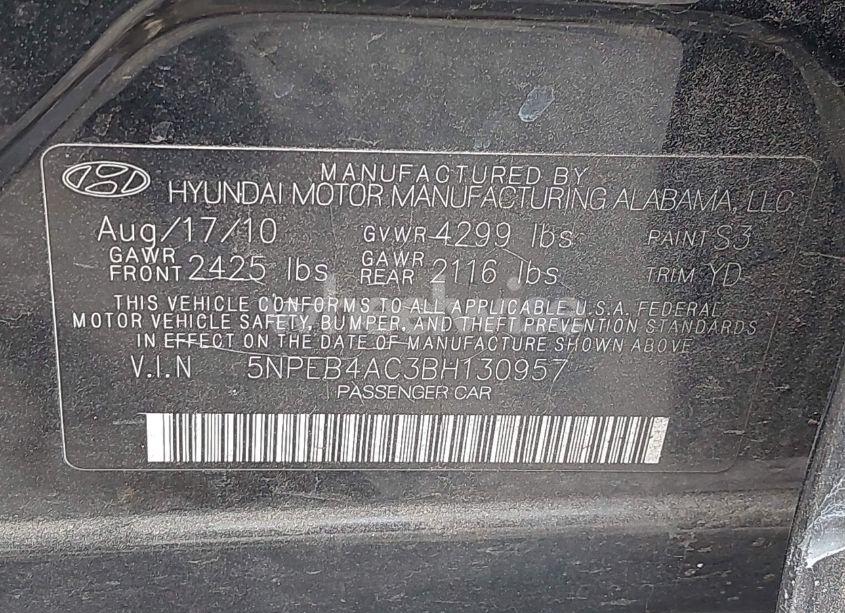 MANUFACTURED BY
HYUNDAI MOTOR MANUFACTURING ALABAMA, LLC
Aug/17/10 GVWR 4299 lbs PAINT S3
GAWR FRONT 2425 lbs GAWR REAR 2116 lbs TRIM YD
THIS VEHICLE CONFORMS TO ALL APPLICABLE U.S.A. FEDERAL
MOTOR VEHICLE SAFETY, BUMPER, AND THEFT PREVENTION STANDARDS
IN EFFECT ON THE DATE OF MANUFACTURE SHOWN ABOVE.
V.I.N 5NPEB4AC3BH130957
PASSENGER CAR